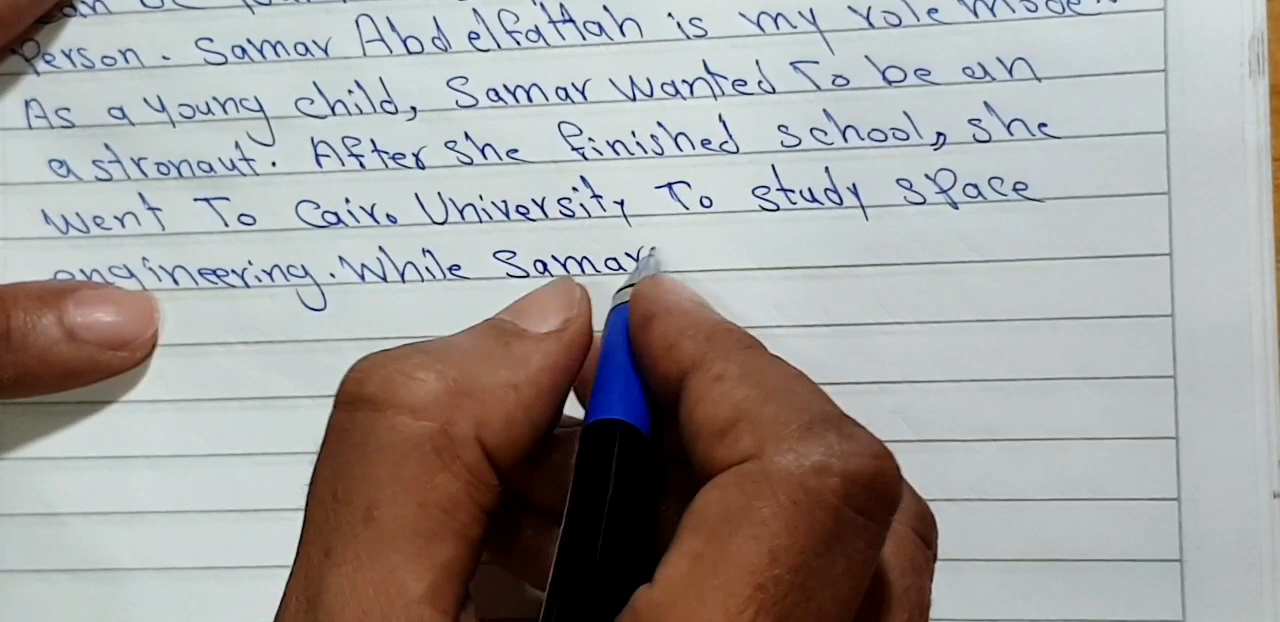 Person. Samar Abdelfattah is my role model.
As a young child, Samar wanted To be an
astronaut. After she finished school, she
went To Cairo University To study space
engineering. While Samar